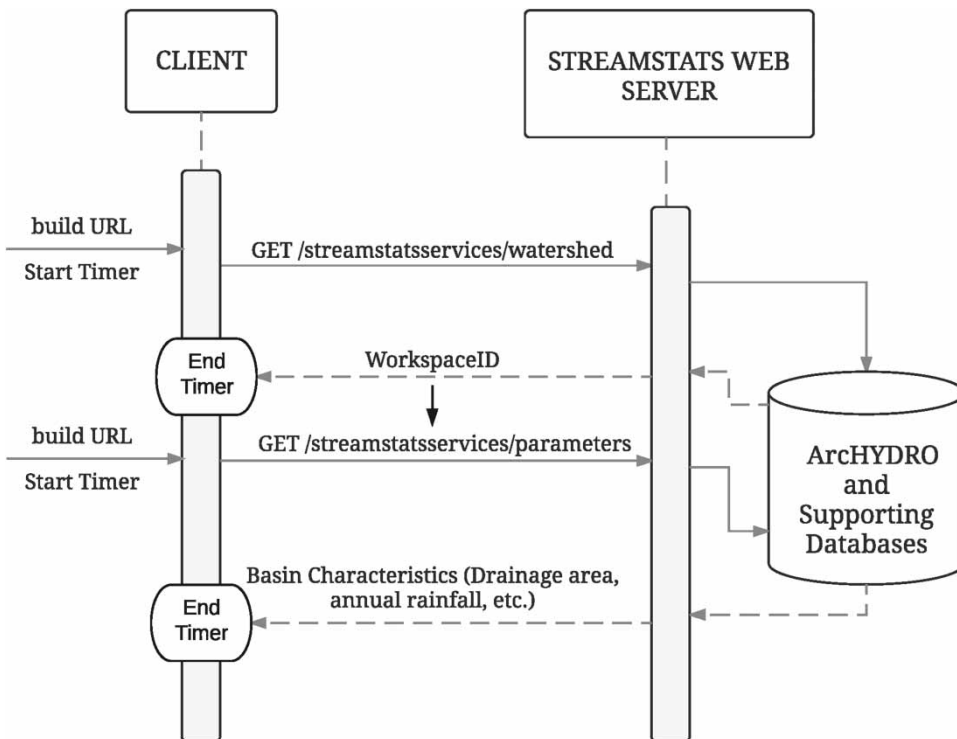 CLIENT
STREAMSTATS WEB
SERVER
build URL
Start Timer
GET /streamstatsservices/watershed
End
Timer
WorkspaceID
build URL
Start Timer
GET /streamstatsservices/parameters
ArcHYDRO
and
Supporting
Databases
Basin Characteristics (Drainage area,
annual rainfall, etc.)
End
Timer